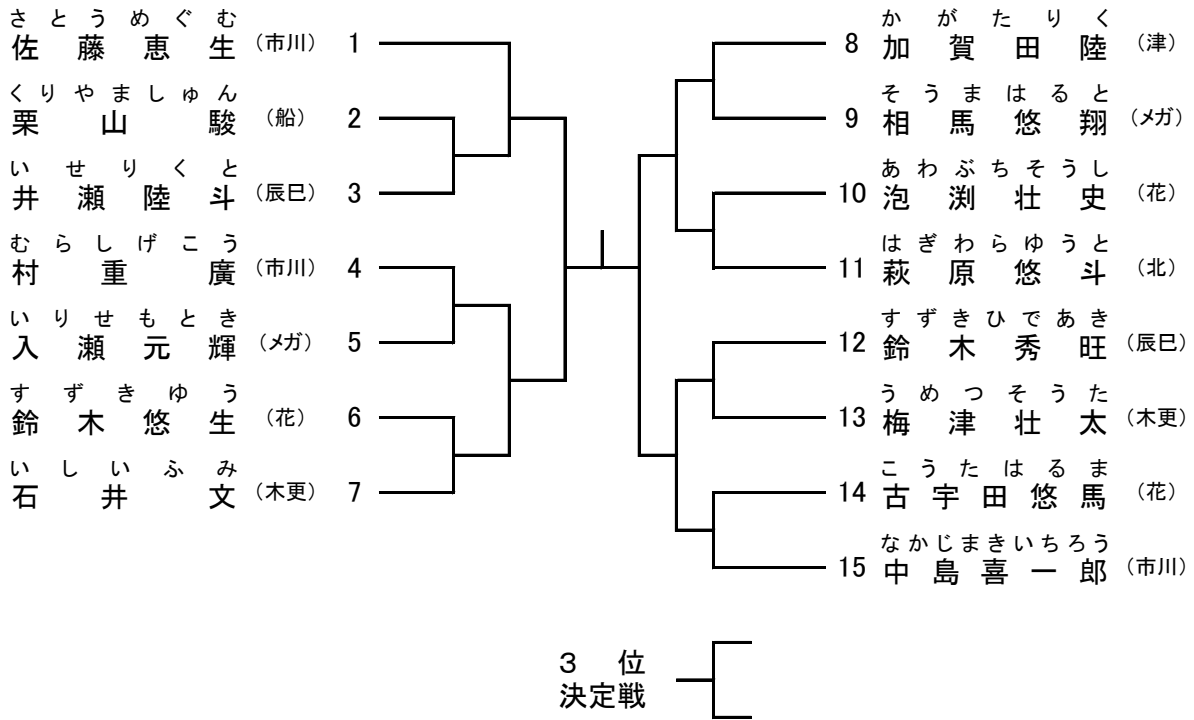 さとうめぐむ
佐藤恵生（市川） 1
くりやましゅん
栗山駿（船） 2
いせりくと
井瀬陸斗（辰巳） 3
むらしげこう
村重廣（市川） 4
いりせもとき
入瀬元輝（メガ） 5
すずきゆう
鈴木悠生（花） 6
いしいふみ
石井文（木更） 7
かがたりく
8 加賀田陸（津）
そうまはると
9 相馬悠翔（メガ）
あわぶちそうし
10 泡渕壮史（花）
はぎわらゆうと
11 萩原悠斗（北）
すずきひであき
12 鈴木秀旺（辰巳）
うめつそうた
13 梅津壮太（木更）
こうたはるま
14 古宇田悠馬（花）
なかじまきいちろう
15 中島喜一郎（市川）
３位
決定戦